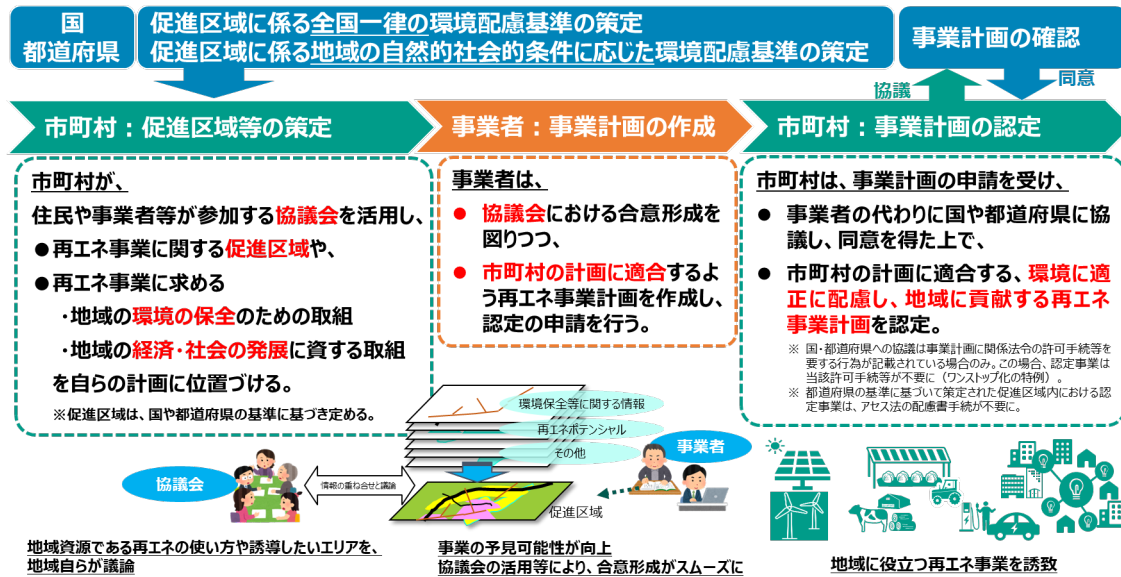 国
都道府県
促進区域に係る全国一律の環境配慮基準の策定
促進区域に係る地域の自然的社会的条件に応じた環境配慮基準の策定
事業計画の確認
協議
同意
市町村：促進区域等の策定
事業者：事業計画の作成
市町村：事業計画の認定
市町村が、
住民や事業者等が参加する協議会を活用し、
●再エネ事業に関する促進区域や、
●再エネ事業に求める
・地域の環境の保全のための取組
・地域の経済・社会の発展に資する取組
を自らの計画に位置づける。
※促進区域は、国や都道府県の基準に基づき定める。
事業者は、
● 協議会における合意形成を
図りつつ、
● 市町村の計画に適合するよ
う再エネ事業計画を作成し、
認定の申請を行う。
市町村は、事業計画の申請を受け、
● 事業者の代わりに国や都道府県に協
議し、同意を得た上で、
● 市町村の計画に適合する、環境に適
正に配慮し、地域に貢献する再エネ
事業計画を認定。
※ 国・都道府県への協議は事業計画に関係法令の許可手続等を
要する行為が記載されている場合のみ。この場合、認定事業は
当該許可手続等が不要に（ワンストップ化の特例）。
※ 都道府県の基準に基づいて策定された促進区域内における認
定事業は、アセス法の配慮書手続が不要に。
環境保全等に関する情報
再エネポテンシャル
その他
協議会
情報の重ね合せと議論
事業者
促進区域
地域資源である再エネの使い方や誘導したいエリアを、
地域自らが議論
事業の予見可能性が向上
協議会の活用等により、合意形成がスムーズに
地域に役立つ再エネ事業を誘致